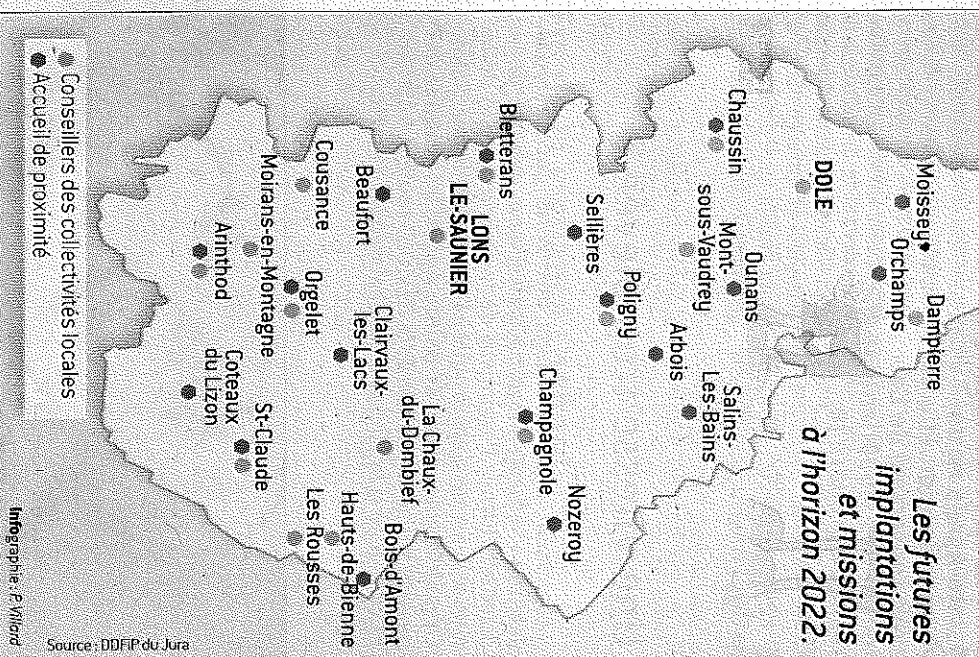 Les futures
implantations
et missions
à l'horizon 2022.
Moissey
Dampierre
Orchamps
DOLE
Chaussin
Ounans
Mont-
sous-Vaudrey
Salins-
Les-Bains
Arbois
Poligny
Sellières
Bletterans
Nozeroy
Champagnole
LONS
LE-SAUNIER
La Chaux-
du-Dombief
Clairvaux-
les-Lacs
Beaufort
Cousance
Orgelet
Moirans-en-Montagne
Arinthod
Bois-d'Amont
Hauts-de-Bienne
Les Rousses
St-Claude
Coteaux
du Lizon
Conseillers des collectivités locales
Accueil de proximité
Infographie : P. Villard
Source : DDFiP du Jura